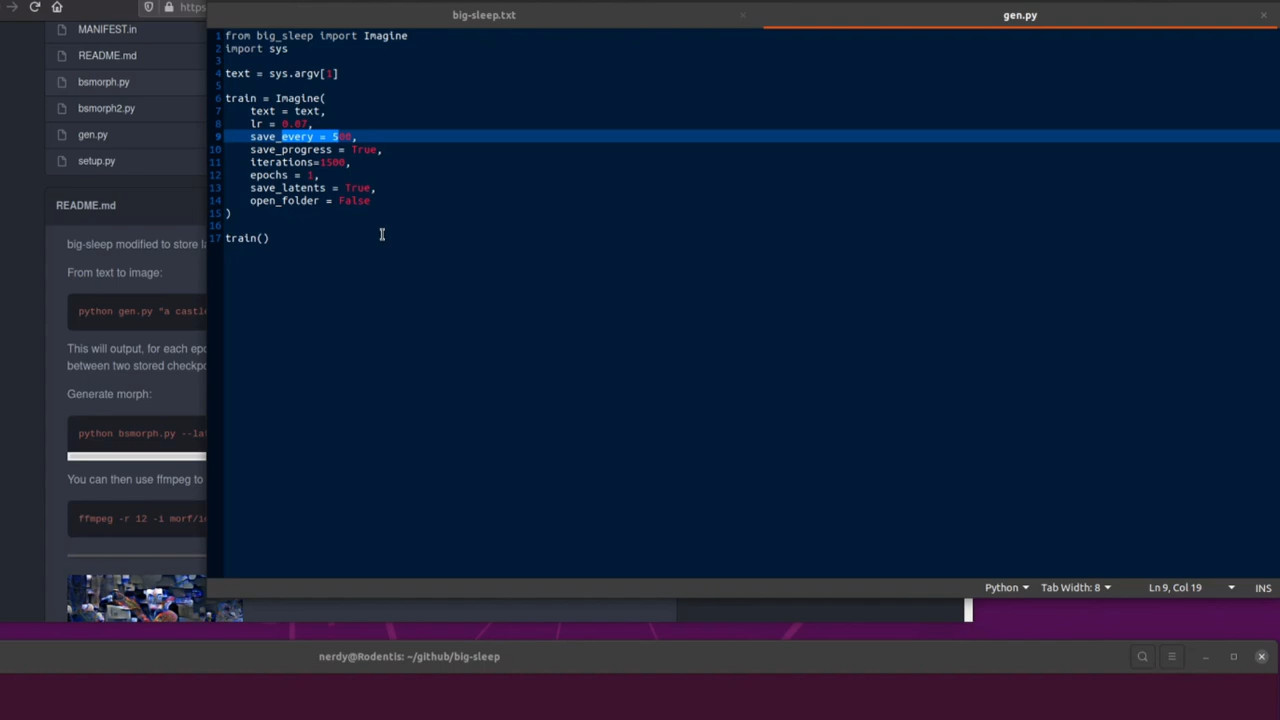 https
big-sleep.txt
gen.py
MANIFEST.in
README.md
bsmorph.py
bsmorph2.py
gen.py
setup.py
README.md
big-sleep modified to store
From text to image:
python gen.py "a castl
This will output, for each
between two stored
Generate morph:
python bsmorph.py
You can then use ffmpeg to
ffmpeg -r 12 -i
1 from big_sleep import Imagine
2 import sys
3
4 text = sys.argv[1]
5
6 train = Imagine(
7 text = text,
8 lr = 0.07,
9 save_every = 500,
10 save_progress = True,
11 iterations=1500,
12 epochs = 1,
13 save_latents = True,
14 open_folder = False
15 )
16
17 train()
Python
Tab Width: 8
Ln 9, Col 19
INS
nerdy@Rodentis: ~/github/big-sleep